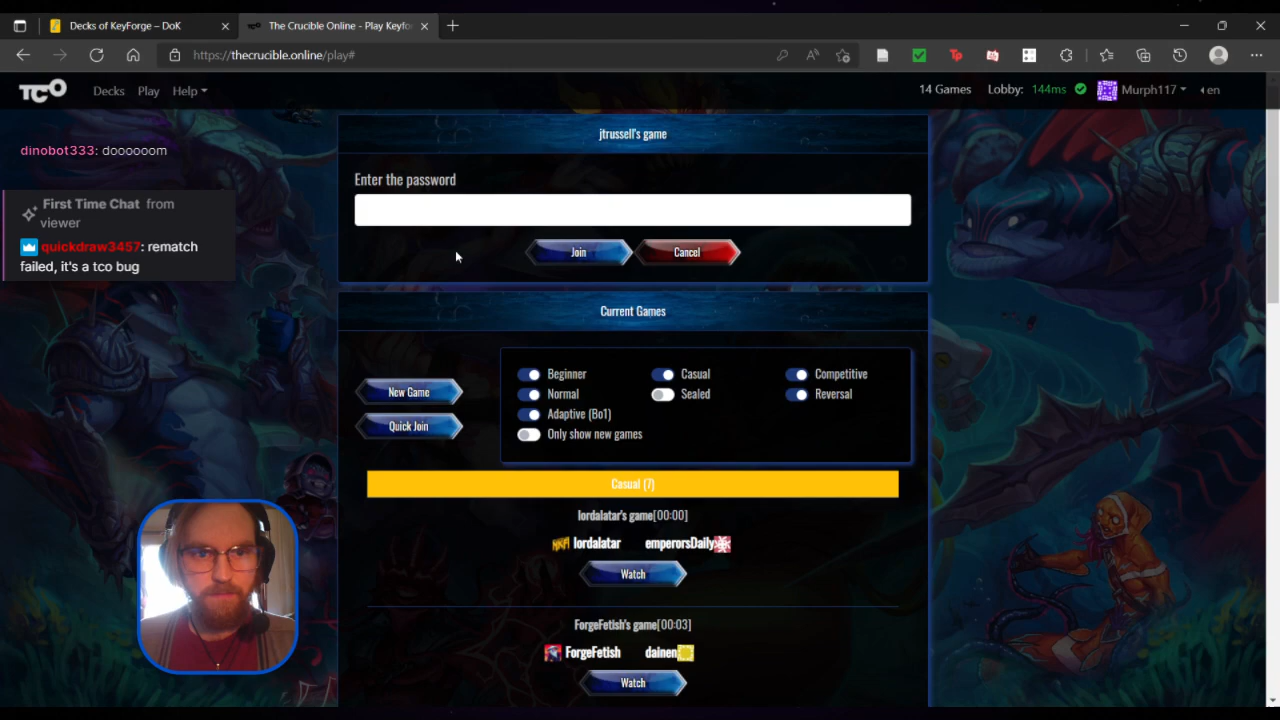 Decks of KeyForge – DoK
The Crucible Online - Play Keyfo
https://thecrucible.online/play#
TCO
Decks
Play
Help
14 Games
Lobby: 144ms
Murph117
en
dinobot333: doooooom
First Time Chat from
viewer
quickdraw3457: rematch
failed, it's a tco bug
jtrussell's game
Enter the password
Join
Cancel
Current Games
New Game
Quick Join
Beginner
Casual
Competitive
Normal
Sealed
Reversal
Adaptive (Bo1)
Only show new games
Casual (7)
lordalatar's game[00:00]
lordalatar
emperorsDaily
Watch
ForgeFetish's game[00:03]
ForgeFetish
dainen
Watch